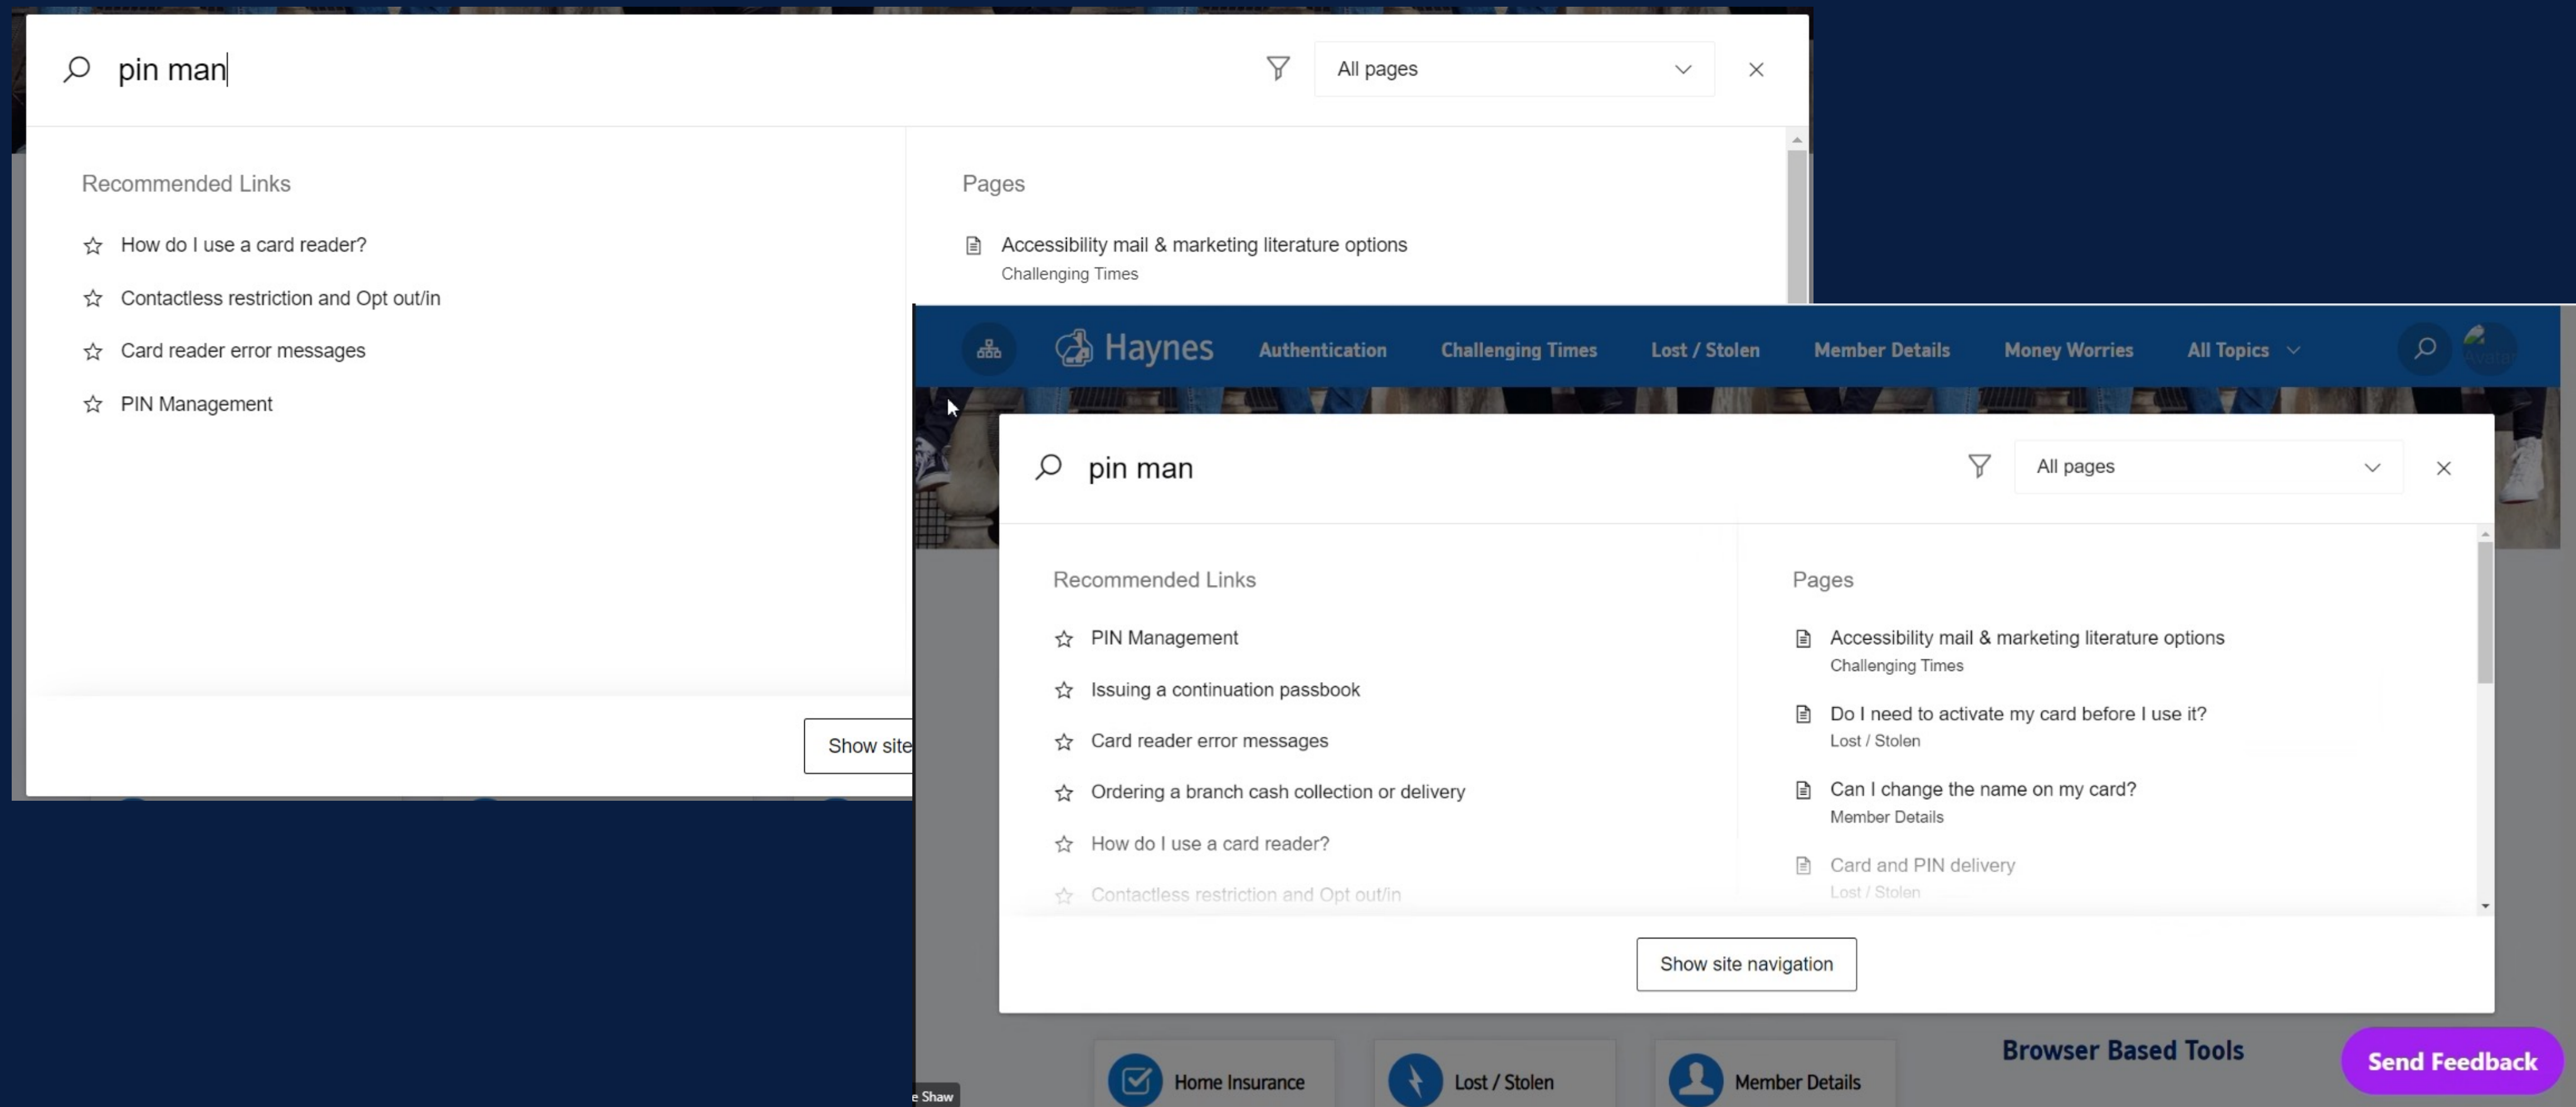 pin man
All pages
Recommended Links
How do I use a card reader?
Contactless restriction and Opt out/in
Card reader error messages
PIN Management
Pages
Accessibility mail & marketing literature options
Challenging Times
Show site
Haynes
Authentication
Challenging Times
Lost / Stolen
Member Details
Money Worries
All Topics
Avatar
pin man
All pages
Recommended Links
PIN Management
Issuing a continuation passbook
Card reader error messages
Ordering a branch cash collection or delivery
How do I use a card reader?
Contactless restriction and Opt out/in
Pages
Accessibility mail & marketing literature options
Challenging Times
Do I need to activate my card before I use it?
Lost / Stolen
Can I change the name on my card?
Member Details
Card and PIN delivery
Lost / Stolen
Show site navigation
Home Insurance
Lost / Stolen
Member Details
Browser Based Tools
Send Feedback
e Shaw